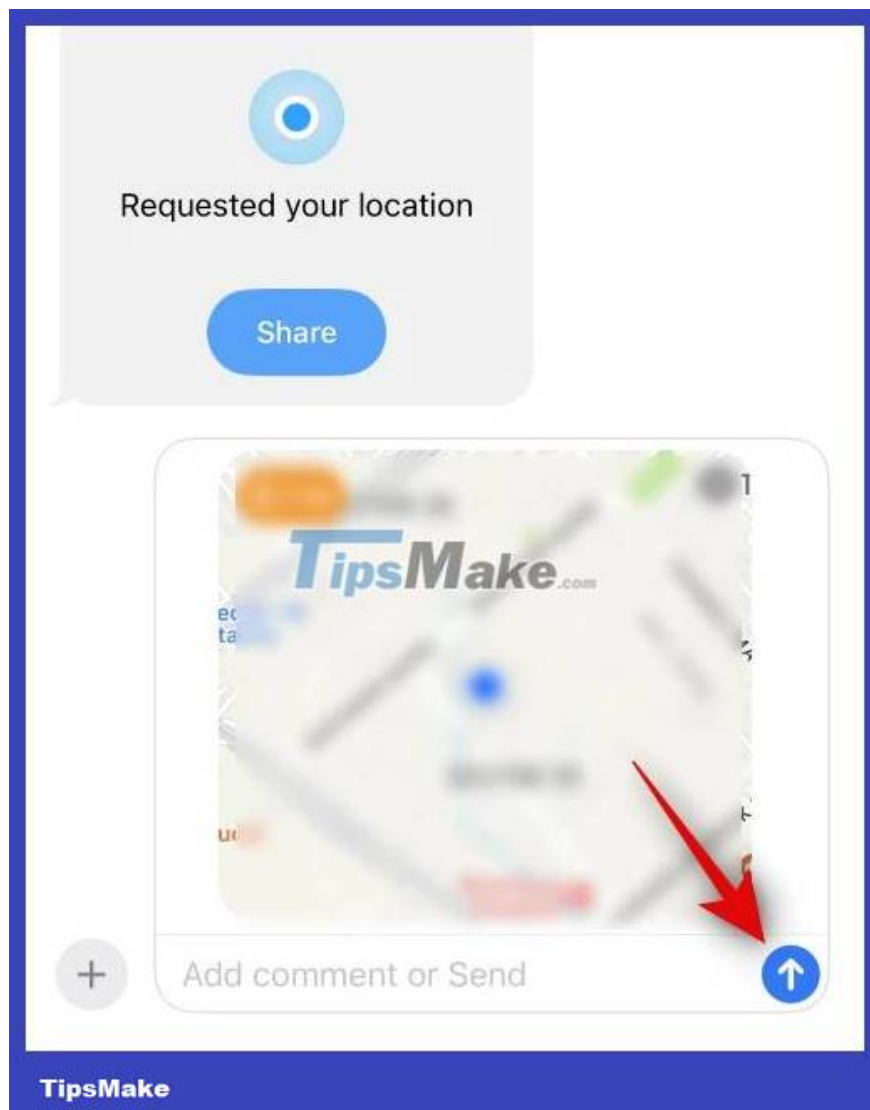 Requested your location
Share
TipsMake.com
Add comment or Send
TipsMake